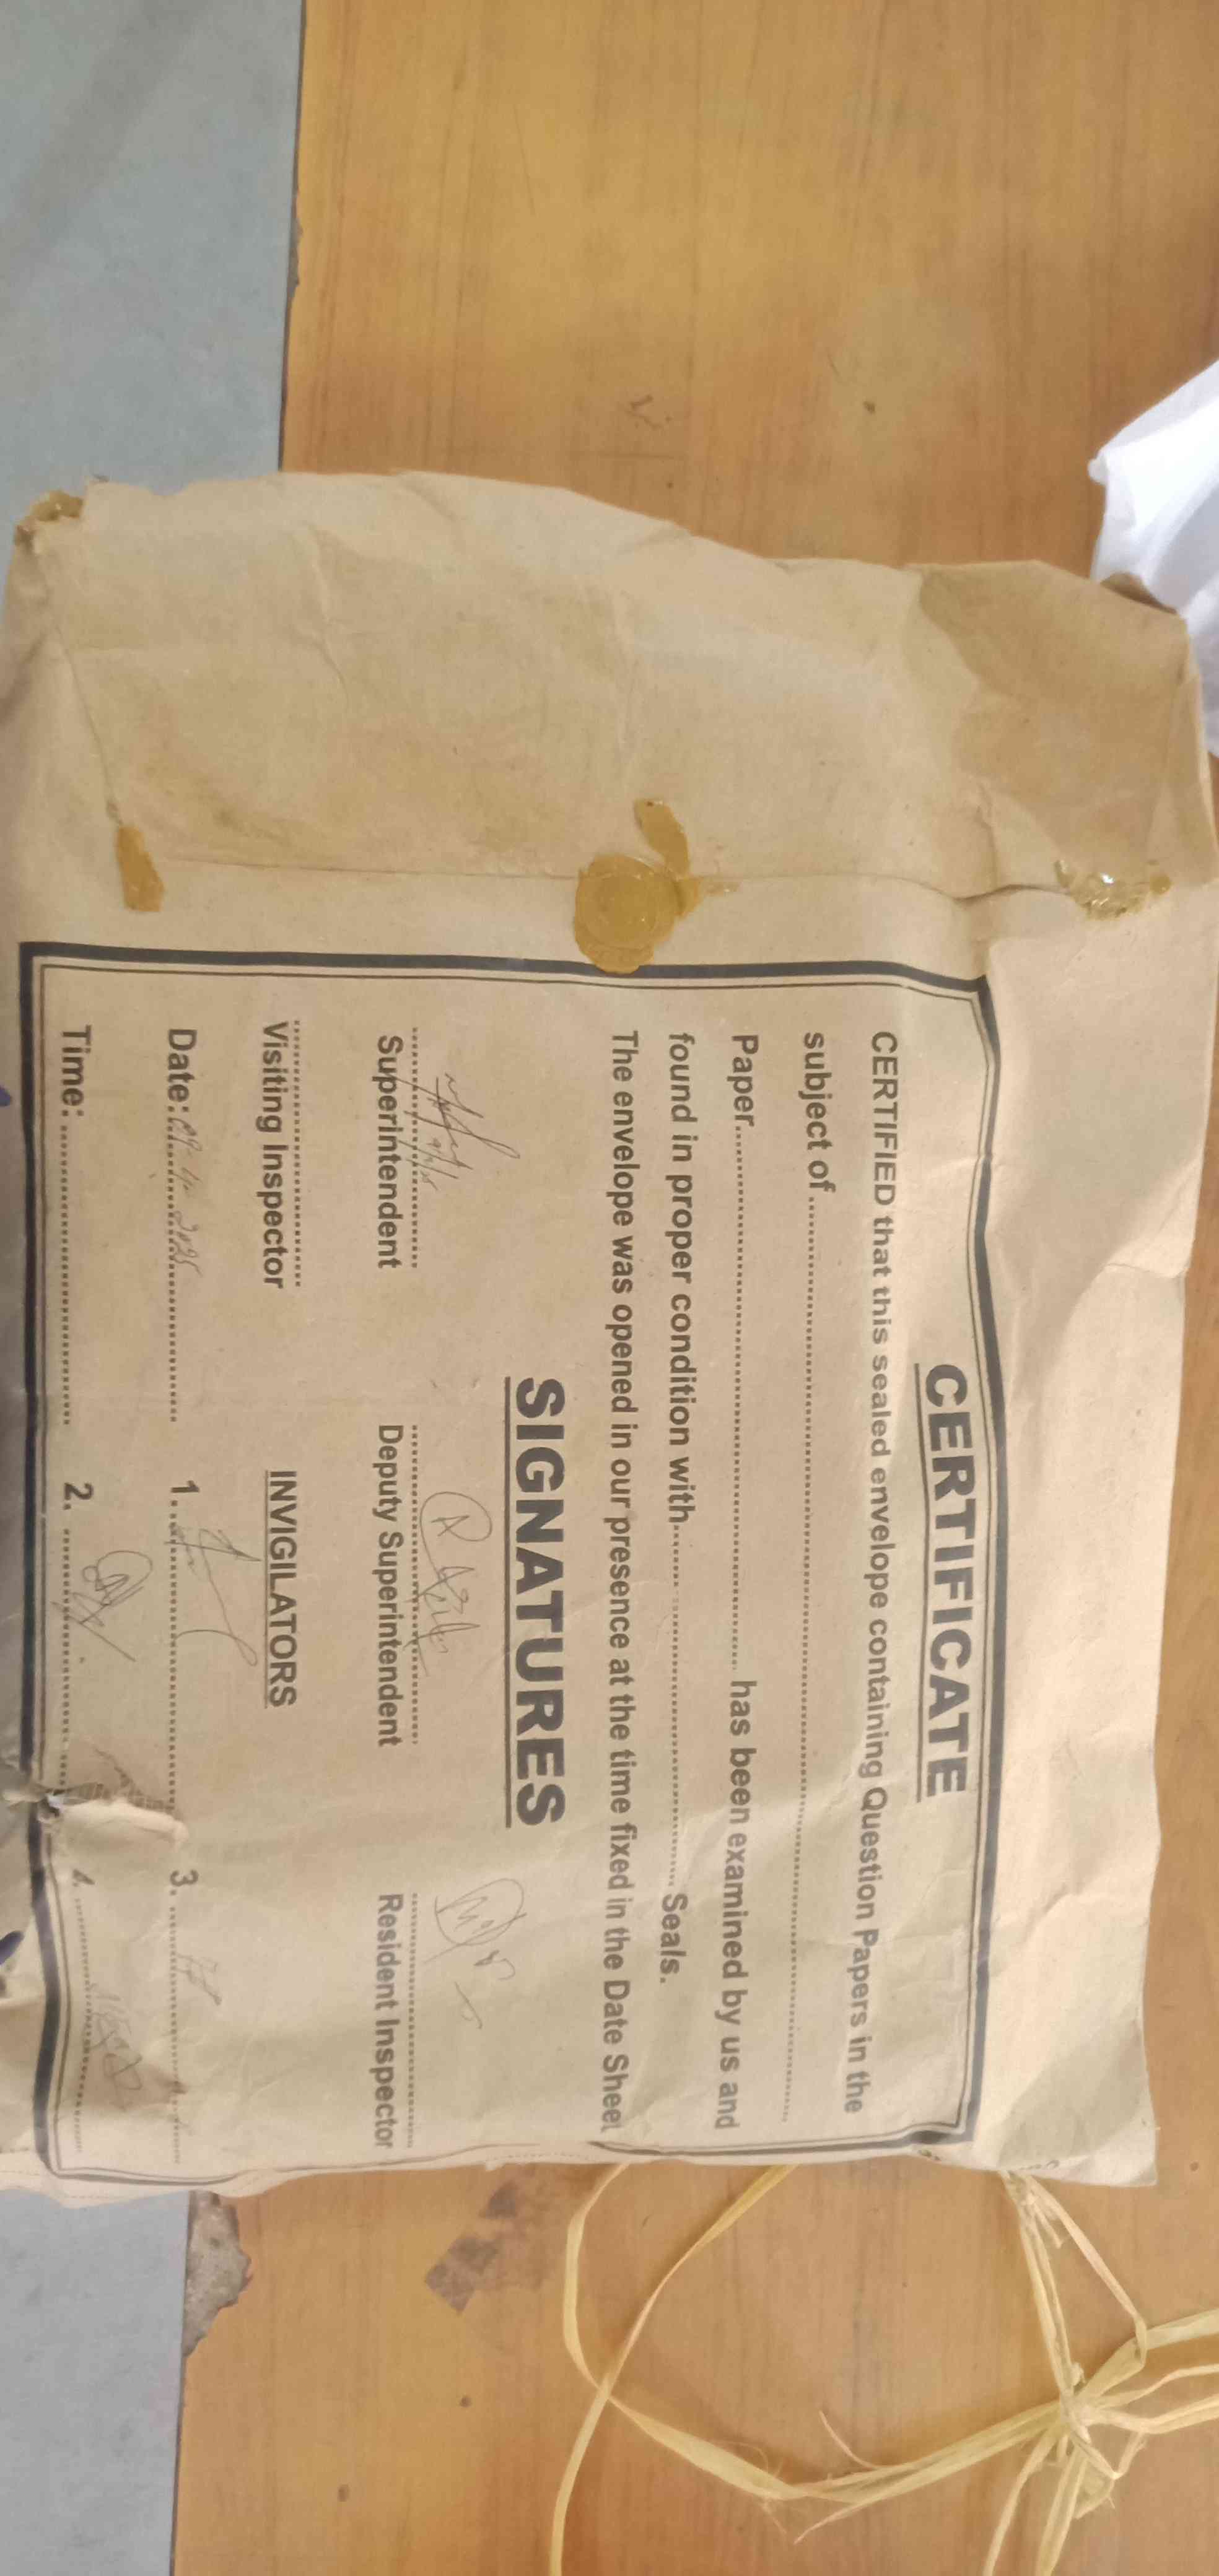 CERTIFICATE
CERTIFIED that this sealed envelope containing Question Papers in the
subject of ........................................
Paper........................................ has been examined by us and
found in proper condition with........................................ Seals.
The envelope was opened in our presence at the time fixed in the Date Sheet
SIGNATURES
Superintendent Deputy Superintendent Resident Inspector
Visiting Inspector INVIGILATORS
Date: 2025 1. 3.
Time: 2. 4.